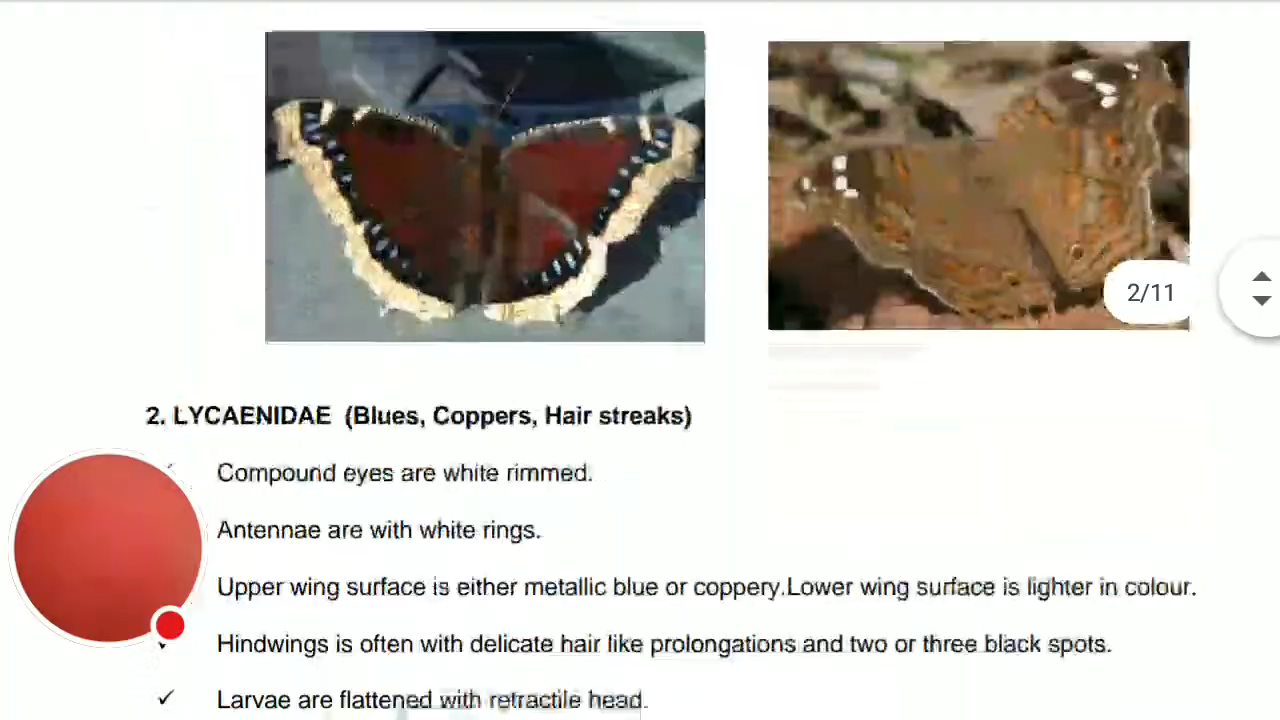 2/11
2. LYCAENIDAE (Blues, Coppers, Hair streaks)
Compound eyes are white rimmed.
Antennae are with white rings.
Upper wing surface is either metallic blue or coppery.Lower wing surface is lighter in colour.
Hindwings is often with delicate hair like prolongations and two or three black spots.
✓ Larvae are flattened with retractile head.